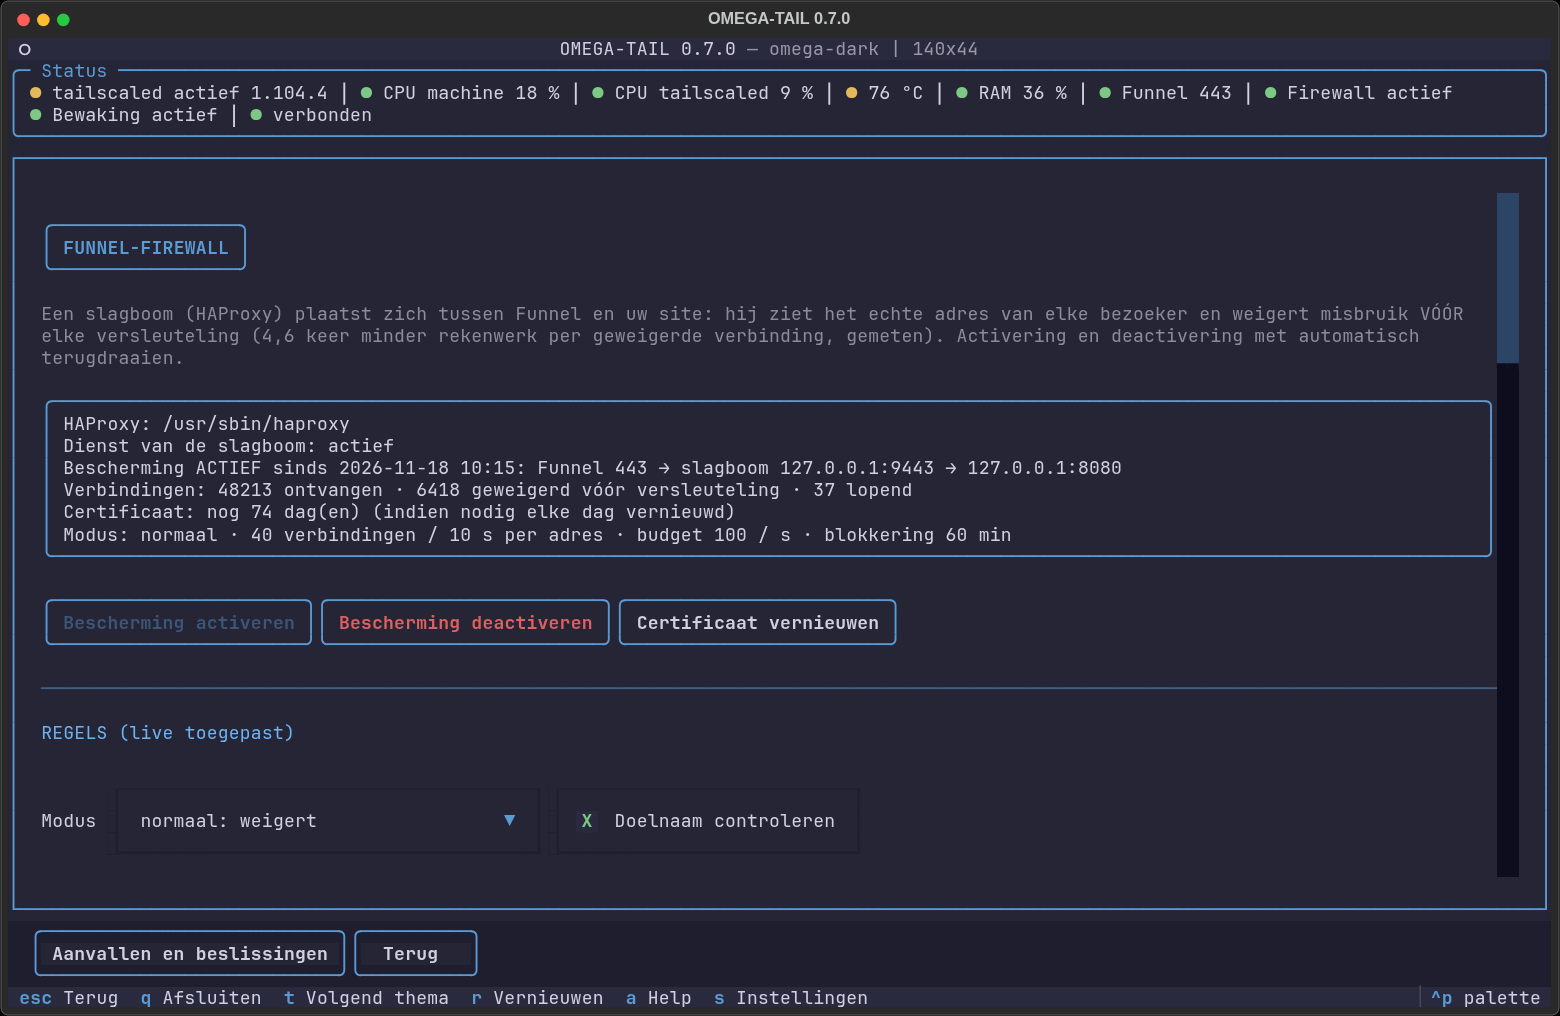 OMEGA-TAIL 0.7.0
OMEGA-TAIL 0.7.0 — omega-dark | 140x44
Status
tailscaled actief 1.104.4 │ ● CPU machine 18 % │ ● CPU tailscaled 9 % │ ● 76 °C │ ● RAM 36 % │ ● Funnel 443 │ ● Firewall actief
● Bewaking actief │ ● verbonden
FUNNEL-FIREWALL
Een slagboom (HAProxy) plaatst zich tussen Funnel en uw site: hij ziet het echte adres van elke bezoeker en weigert misbruik VÓÓR
elke versleuteling (4,6 keer minder rekenwerk per geweigerde verbinding, gemeten). Activering en deactivering met automatisch
terugdraaien.
HAProxy: /usr/sbin/haproxy
Dienst van de slagboom: actief
Bescherming ACTIEF sinds 2026-11-18 10:15: Funnel 443 → slagboom 127.0.0.1:9443 → 127.0.0.1:8080
Verbindingen: 48213 ontvangen · 6418 geweigerd vóór versleuteling · 37 lopend
Certificaat: nog 74 dag(en) (indien nodig elke dag vernieuwd)
Modus: normaal · 40 verbindingen / 10 s per adres · budget 100 / s · blokkering 60 min
Bescherming activeren Bescherming deactiveren Certificaat vernieuwen
REGELS (live toegepast)
Modus normaal: weigert ▼ X Doelnaam controleren
Aanvallen en beslissingen Terug
esc Terug q Afsluiten t Volgend thema r Vernieuwen a Help s Instellingen ^p palette